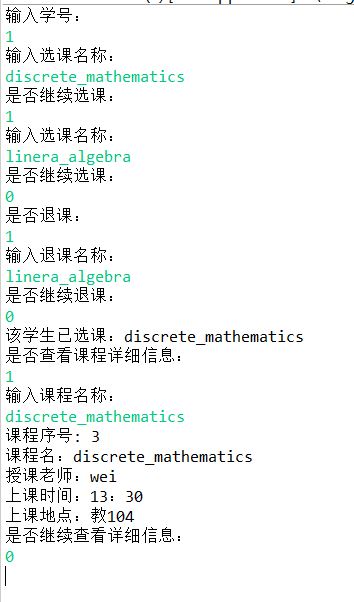 输入学号：
1
输入选课名称：
discrete_mathematics
是否继续选课：
1
输入选课名称：
linera_algebra
是否继续选课：
0
是否退课：
1
输入退课名称：
linera_algebra
是否继续退课：
0
该学生已选课：discrete_mathematics
是否查看课程详细信息：
1
输入课程名称：
discrete_mathematics
课程序号: 3
课程名：discrete_mathematics
授课老师：wei
上课时间：13：30
上课地点：教104
是否继续查看详细信息：
0